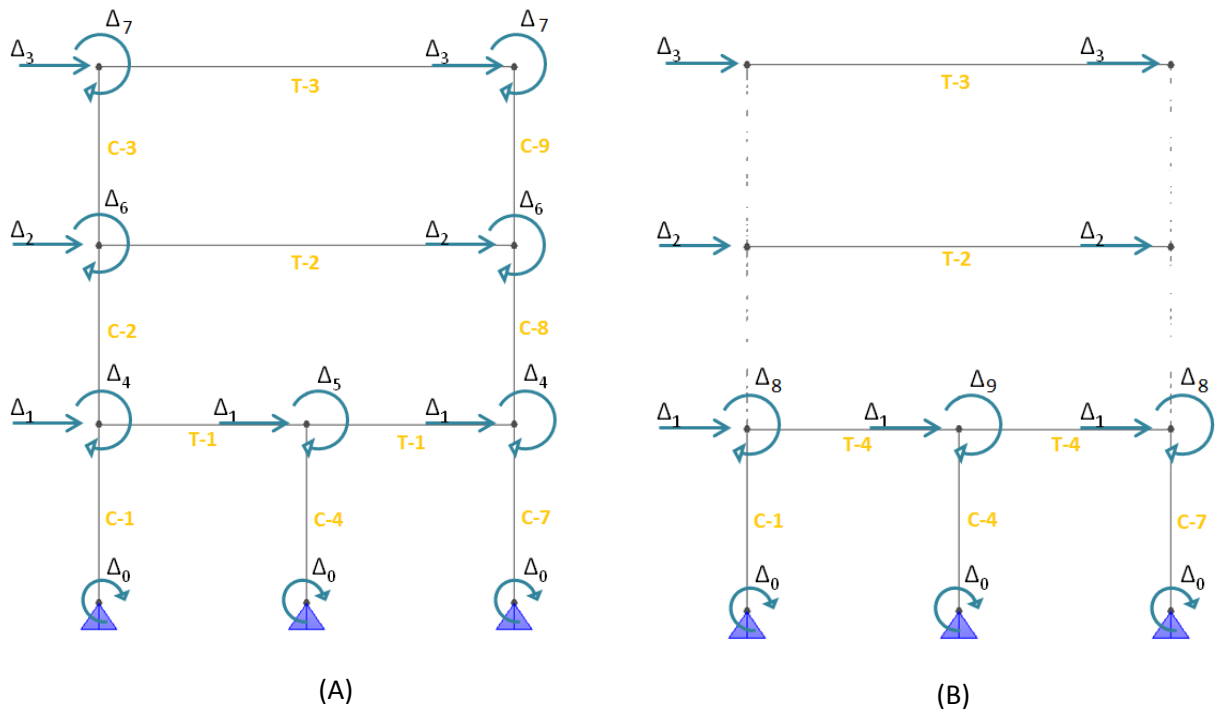 Δ7 Δ7
Δ3 Δ3 Δ3 Δ3
T-3 T-3
C-3 C-9
Δ6 Δ6
Δ2 Δ2 Δ2 Δ2
T-2 T-2
C-2 C-8
Δ4 Δ5 Δ4 Δ8 Δ9 Δ8
Δ1 Δ1 Δ1 Δ1 Δ1 Δ1
T-1 T-1 T-4 T-4
C-1 C-4 C-7 C-1 C-4 C-7
Δ0 Δ0 Δ0 Δ0 Δ0 Δ0
(A) (B)